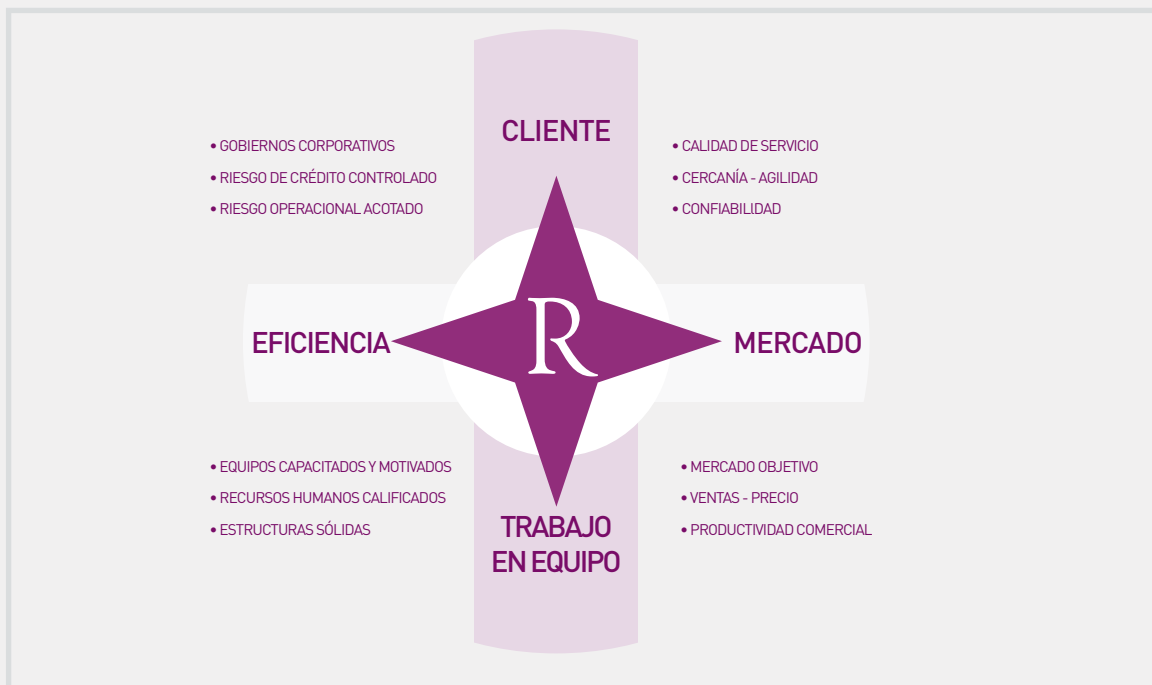 CLIENTE
• GOBIERNOS CORPORATIVOS
• RIESGO DE CRÉDITO CONTROLADO
• RIESGO OPERACIONAL ACOTADO
• CALIDAD DE SERVICIO
• CERCANÍA - AGILIDAD
• CONFIABILIDAD
EFICIENCIA
R
MERCADO
• EQUIPOS CAPACITADOS Y MOTIVADOS
• RECURSOS HUMANOS CALIFICADOS
• ESTRUCTURAS SÓLIDAS
TRABAJO
EN EQUIPO
• MERCADO OBJETIVO
• VENTAS - PRECIO
• PRODUCTIVIDAD COMERCIAL